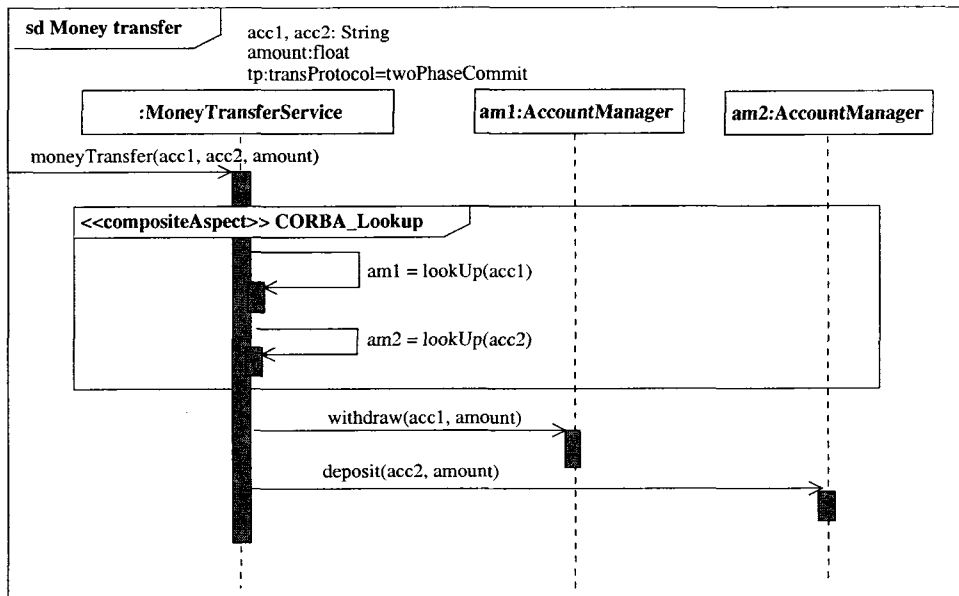 sd Money transfer
acc1, acc2: String
amount:float
tp:transProtocol=twoPhaseCommit
:MoneyTransferService
am1:AccountManager
am2:AccountManager
moneyTransfer(acc1, acc2, amount)
<<compositeAspect>> CORBA_Lookup
am1 = lookUp(acc1)
am2 = lookUp(acc2)
withdraw(acc1, amount)
deposit(acc2, amount)